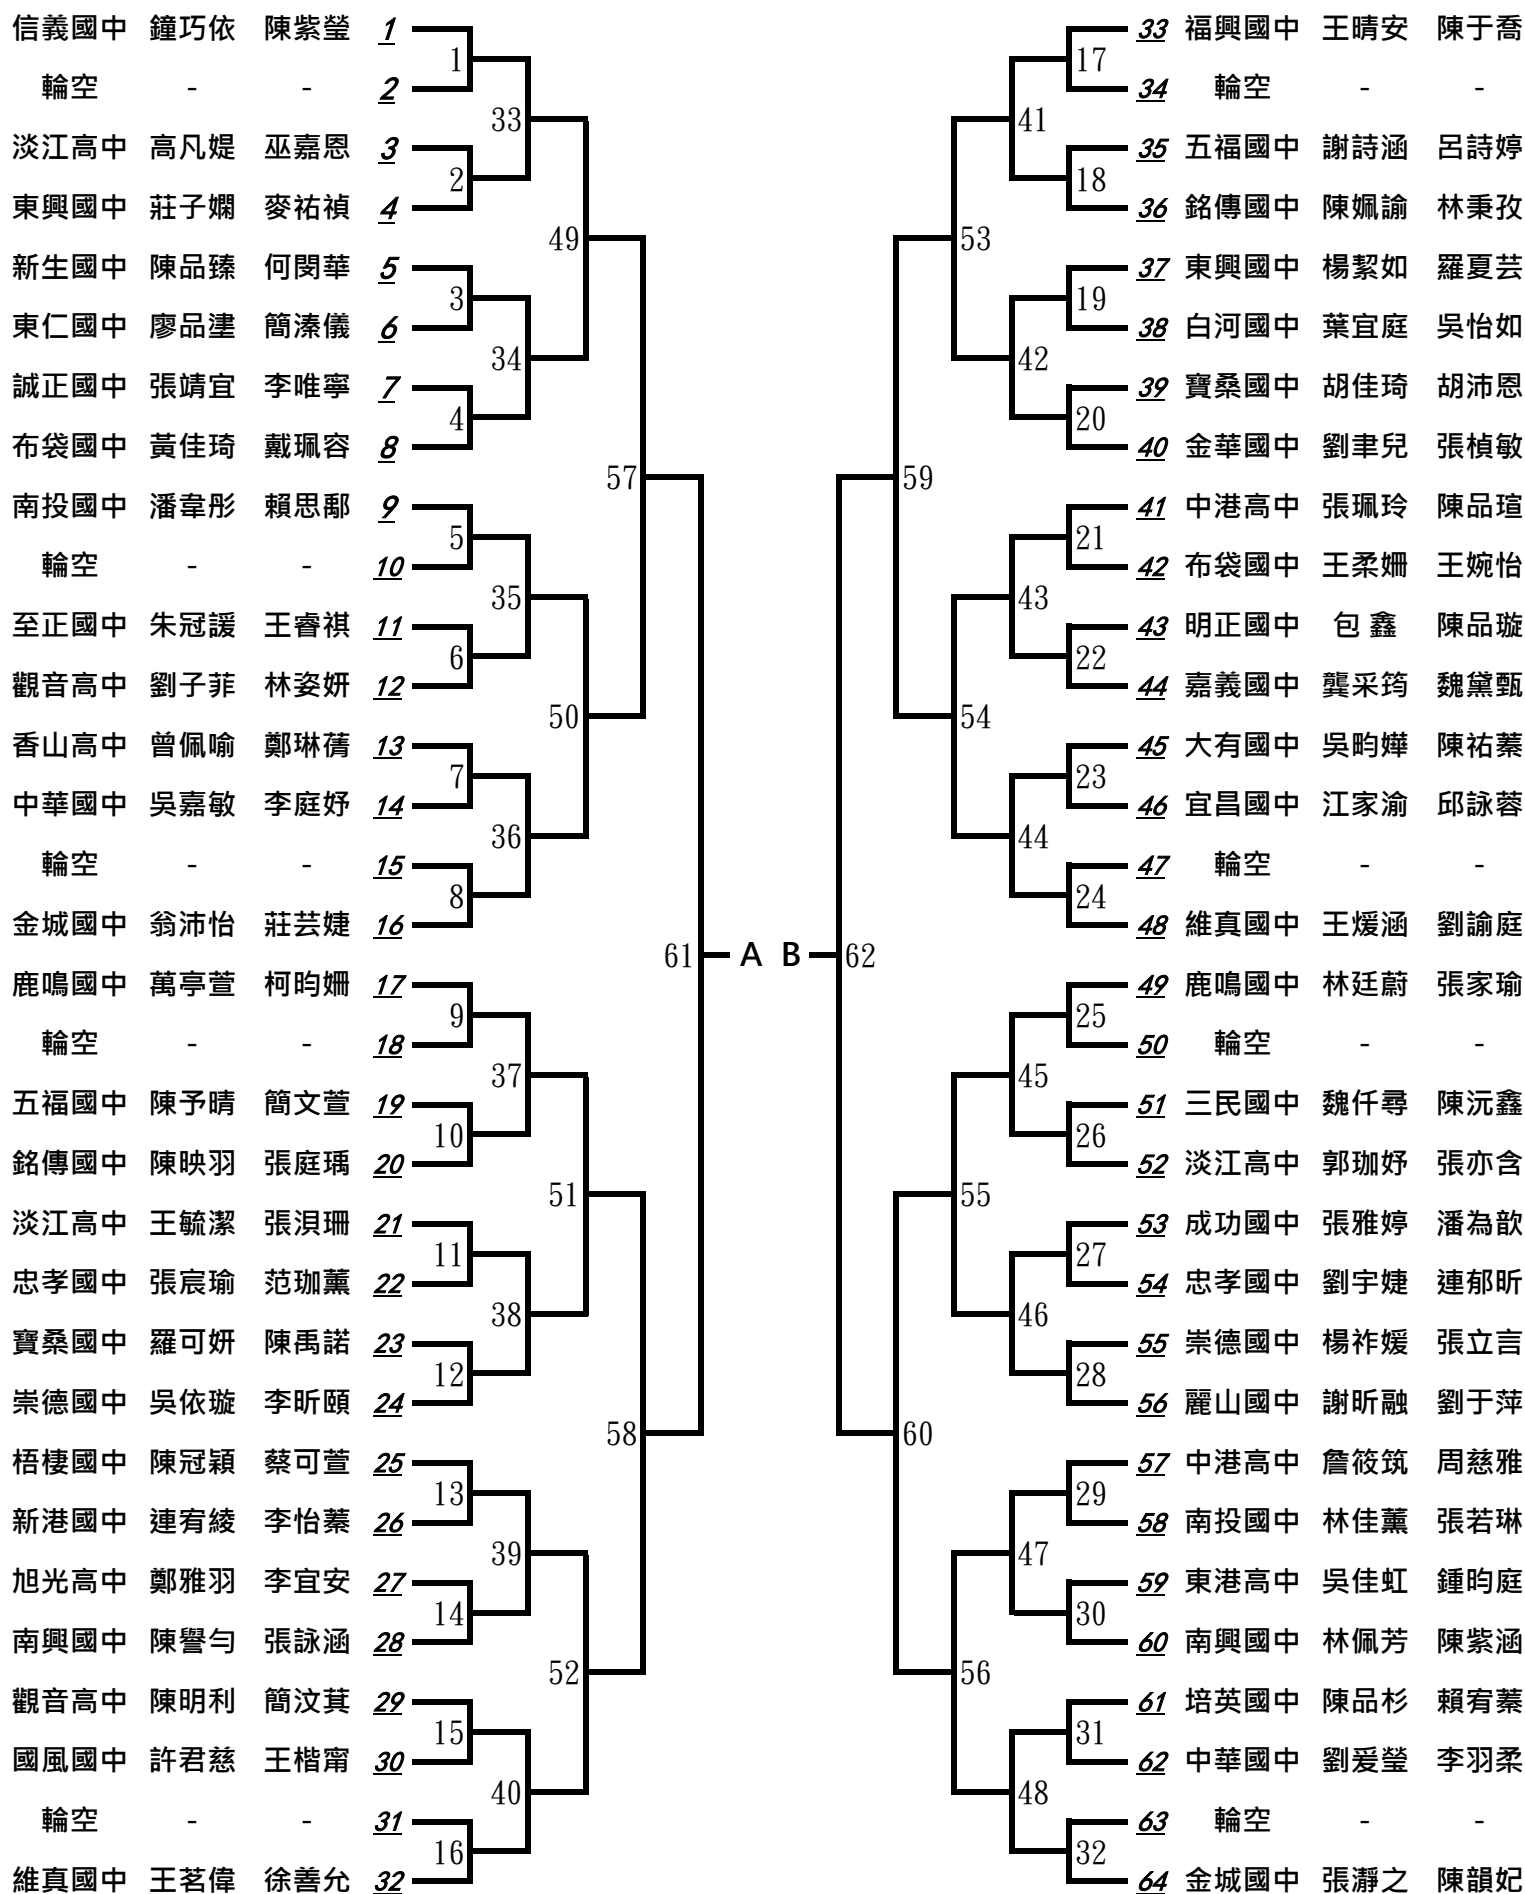 信義國中 鐘巧依 陳紫瑩 1
1
輪空 - - 2
33
淡江高中 高凡媞 巫嘉恩 3
2
東興國中 莊子嫻 麥祐禎 4
49
新生國中 陳品臻 何閔華 5
3
東仁國中 廖品淕 簡溱儀 6
34
誠正國中 張靖宜 李唯寧 7
4
布袋國中 黃佳琦 戴珮容 8
57
南投國中 潘韋彤 賴思鄅 9
5
輪空 - - 10
35
至正國中 朱冠諼 王睿祺 11
6
觀音高中 劉子菲 林姿妍 12
50
香山高中 曾佩喻 鄭琳蒨 13
7
中華國中 吳嘉敏 李庭妤 14
36
輪空 - - 15
8
金城國中 翁沛怡 莊芸婕 16
61 A B 62
鹿鳴國中 萬亭萱 柯昀姍 17
9
輪空 - - 18
37
五福國中 陳予晴 簡文萱 19
10
銘傳國中 陳映羽 張庭瑀 20
51
淡江高中 王毓潔 張浿珊 21
11
忠孝國中 張宸瑜 范珈薰 22
38
寶桑國中 羅可妍 陳禹諾 23
12
崇德國中 吳依璇 李昕頤 24
58
梧棲國中 陳冠穎 蔡可萱 25
13
新港國中 連宥綾 李怡蓁 26
39
旭光高中 鄭雅羽 李宜安 27
14
南興國中 陳譽勻 張詠涵 28
52
觀音高中 陳明利 簡汶萁 29
15
國風國中 許君慈 王楷甯 30
40
輪空 - - 31
16
維真國中 王茗偉 徐善允 32
33 福興國中 王晴安 陳于喬
17
34 輪空 - -
41
35 五福國中 謝詩涵 呂詩婷
18
36 銘傳國中 陳姵諭 林秉孜
53
37 東興國中 楊絜如 羅夏芸
19
38 白河國中 葉宜庭 吳怡如
42
39 寶桑國中 胡佳琦 胡沛恩
20
40 金華國中 劉聿兒 張楨敏
59
41 中港高中 張珮玲 陳品瑄
21
42 布袋國中 王柔姍 王婉怡
43
43 明正國中 包 鑫 陳品璇
22
44 嘉義國中 龔采筠 魏黛甄
54
45 大有國中 吳畇嬅 陳祐蓁
23
46 宜昌國中 江家渝 邱詠蓉
44
47 輪空 - -
24
48 維真國中 王煖涵 劉諭庭
49 鹿鳴國中 林廷蔚 張家瑜
25
50 輪空 - -
45
51 三民國中 魏仟尋 陳沅鑫
26
52 淡江高中 郭珈妤 張亦含
55
53 成功國中 張雅婷 潘為歆
27
54 忠孝國中 劉宇婕 連郁昕
46
55 崇德國中 楊祚媛 張立言
28
56 麗山國中 謝昕融 劉于萍
60
57 中港高中 詹筱筑 周慈雅
29
58 南投國中 林佳薰 張若琳
47
59 東港高中 吳佳虹 鍾昀庭
30
60 南興國中 林佩芳 陳紫涵
56
61 培英國中 陳品杉 賴宥蓁
31
62 中華國中 劉爰瑩 李羽柔
48
63 輪空 - -
32
64 金城國中 張瀞之 陳韻妃